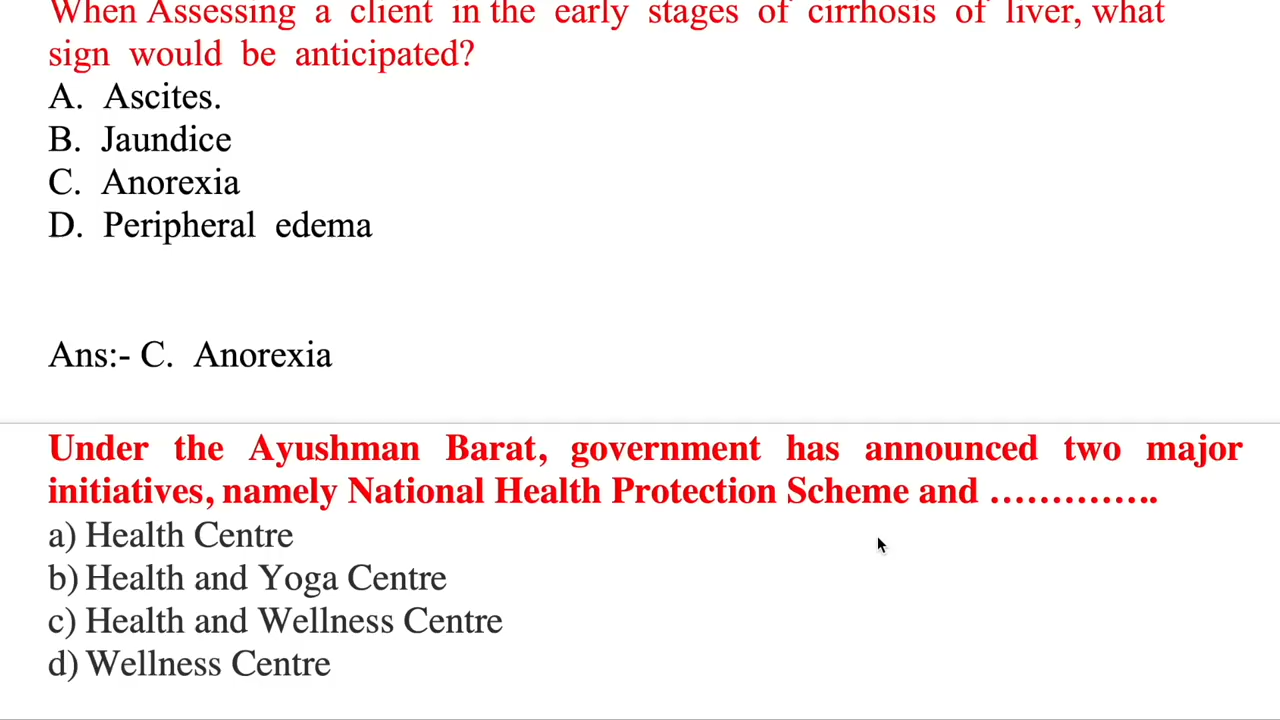 When Assessing a client in the early stages of cirrhosis of liver, what
sign would be anticipated?
A. Ascites.
B. Jaundice
C. Anorexia
D. Peripheral edema
Ans:- C. Anorexia
Under the Ayushman Barat, government has announced two major
initiatives, namely National Health Protection Scheme and …………..
a) Health Centre
b) Health and Yoga Centre
c) Health and Wellness Centre
d) Wellness Centre